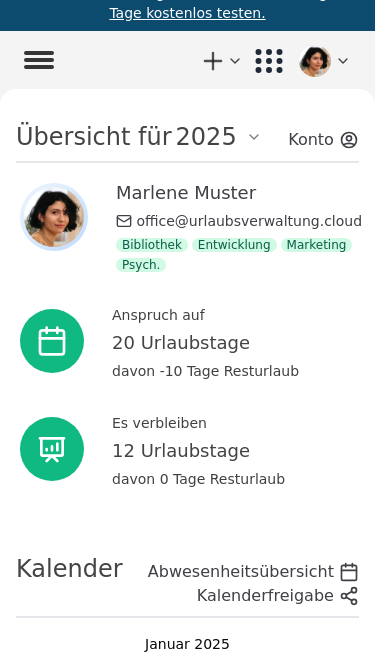 Tage kostenlos testen.
Übersicht für 2025
Konto
Marlene Muster
office@urlaubsverwaltung.cloud
Bibliothek Entwicklung Marketing
Psych.
Anspruch auf
20 Urlaubstage
davon -10 Tage Resturlaub
Es verbleiben
12 Urlaubstage
davon 0 Tage Resturlaub
Kalender
Abwesenheitsübersicht
Kalenderfreigabe
Januar 2025